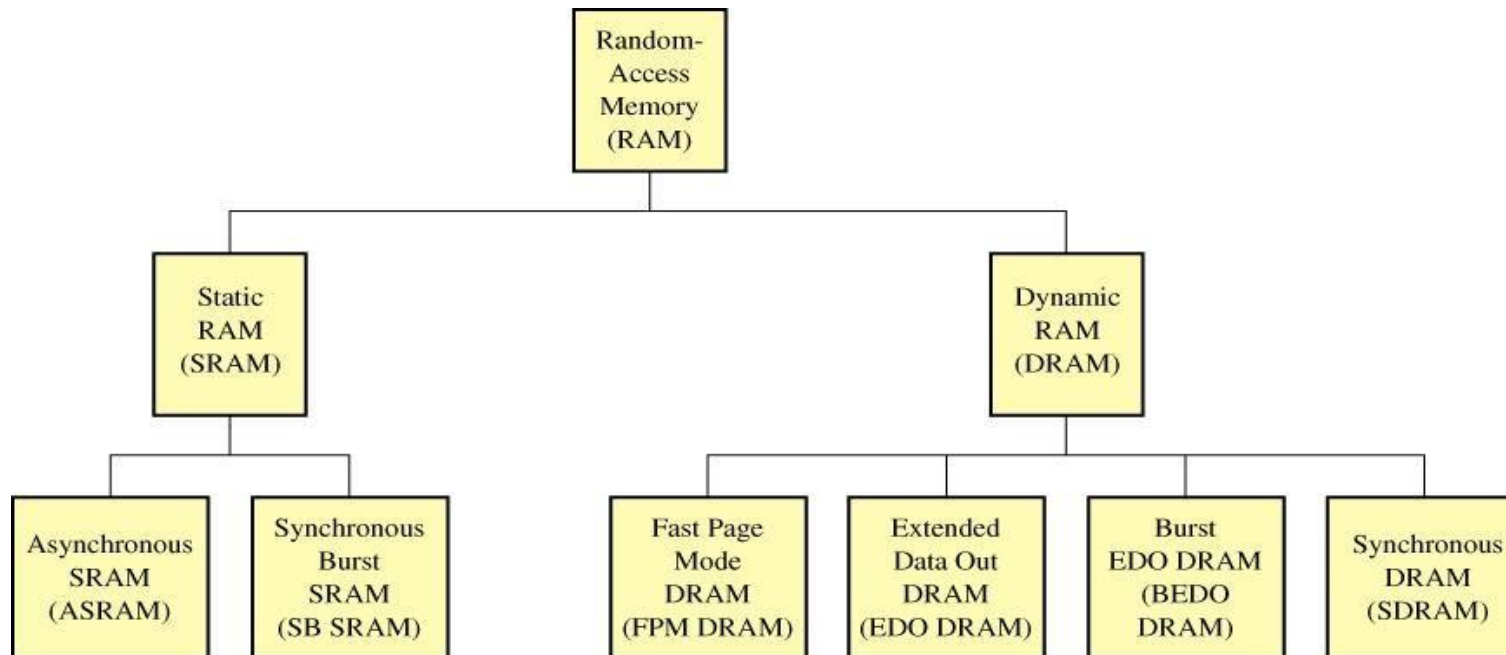 Random-
Access
Memory
(RAM)
Static
RAM
(SRAM)
Dynamic
RAM
(DRAM)
Asynchronous
SRAM
(ASRAM)
Synchronous
Burst
SRAM
(SB SRAM)
Fast Page
Mode
DRAM
(FPM DRAM)
Extended
Data Out
DRAM
(EDO DRAM)
Burst
EDO DRAM
(BEDO
DRAM)
Synchronous
DRAM
(SDRAM)